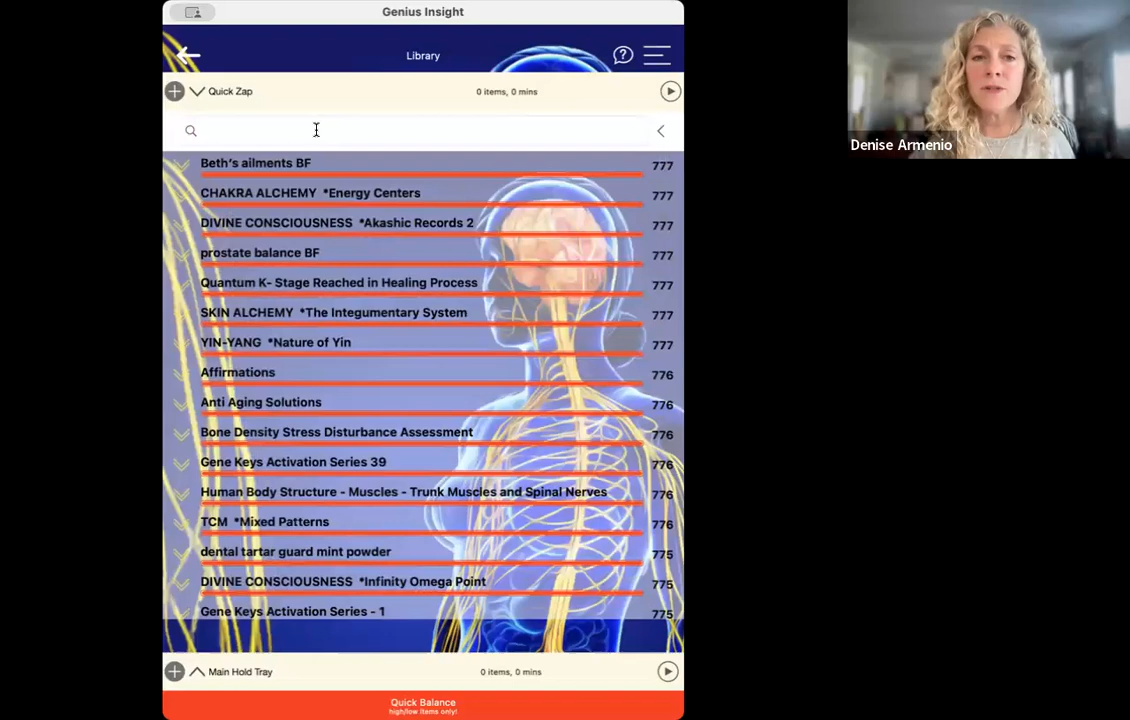 Genius Insight
Library
Quick Zap 0 items, 0 mins
Beth's ailments BF 777
CHAKRA ALCHEMY *Energy Centers 777
DIVINE CONSCIOUSNESS *Akashic Records 2 777
prostate balance BF 777
Quantum K- Stage Reached in Healing Process 777
SKIN ALCHEMY *The Integumentary System 777
YIN-YANG *Nature of Yin 777
Affirmations 776
Anti Aging Solutions 776
Bone Density Stress Disturbance Assessment 776
Gene Keys Activation Series 39 776
Human Body Structure - Muscles - Trunk Muscles and Spinal Nerves 776
TCM *Mixed Patterns 776
dental tartar guard mint powder 775
DIVINE CONSCIOUSNESS *Infinity Omega Point 775
Gene Keys Activation Series - 1 775
Main Hold Tray 0 items, 0 mins
Quick Balance
high/low items only!
Denise Armenio